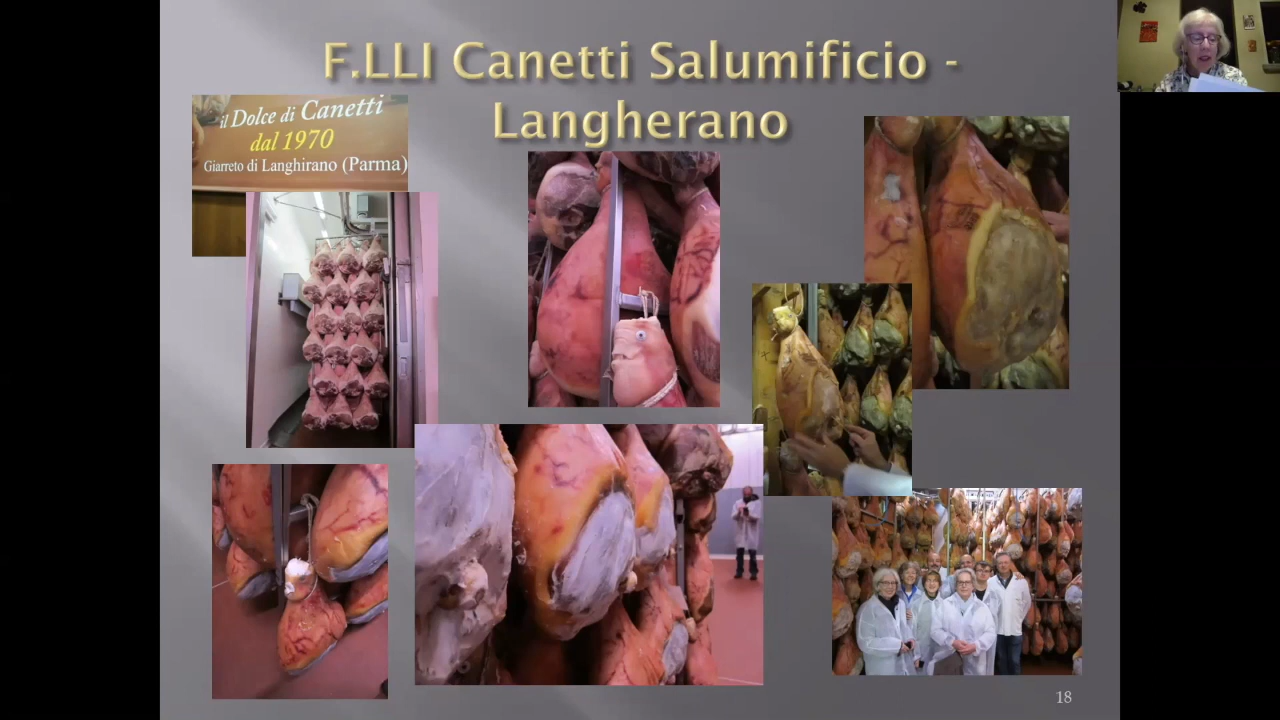 F.LLI Canetti Salumificio -
Langherano
il Dolce di Canetti
dal 1970
Giarreto di Langhirano (Parma)
18